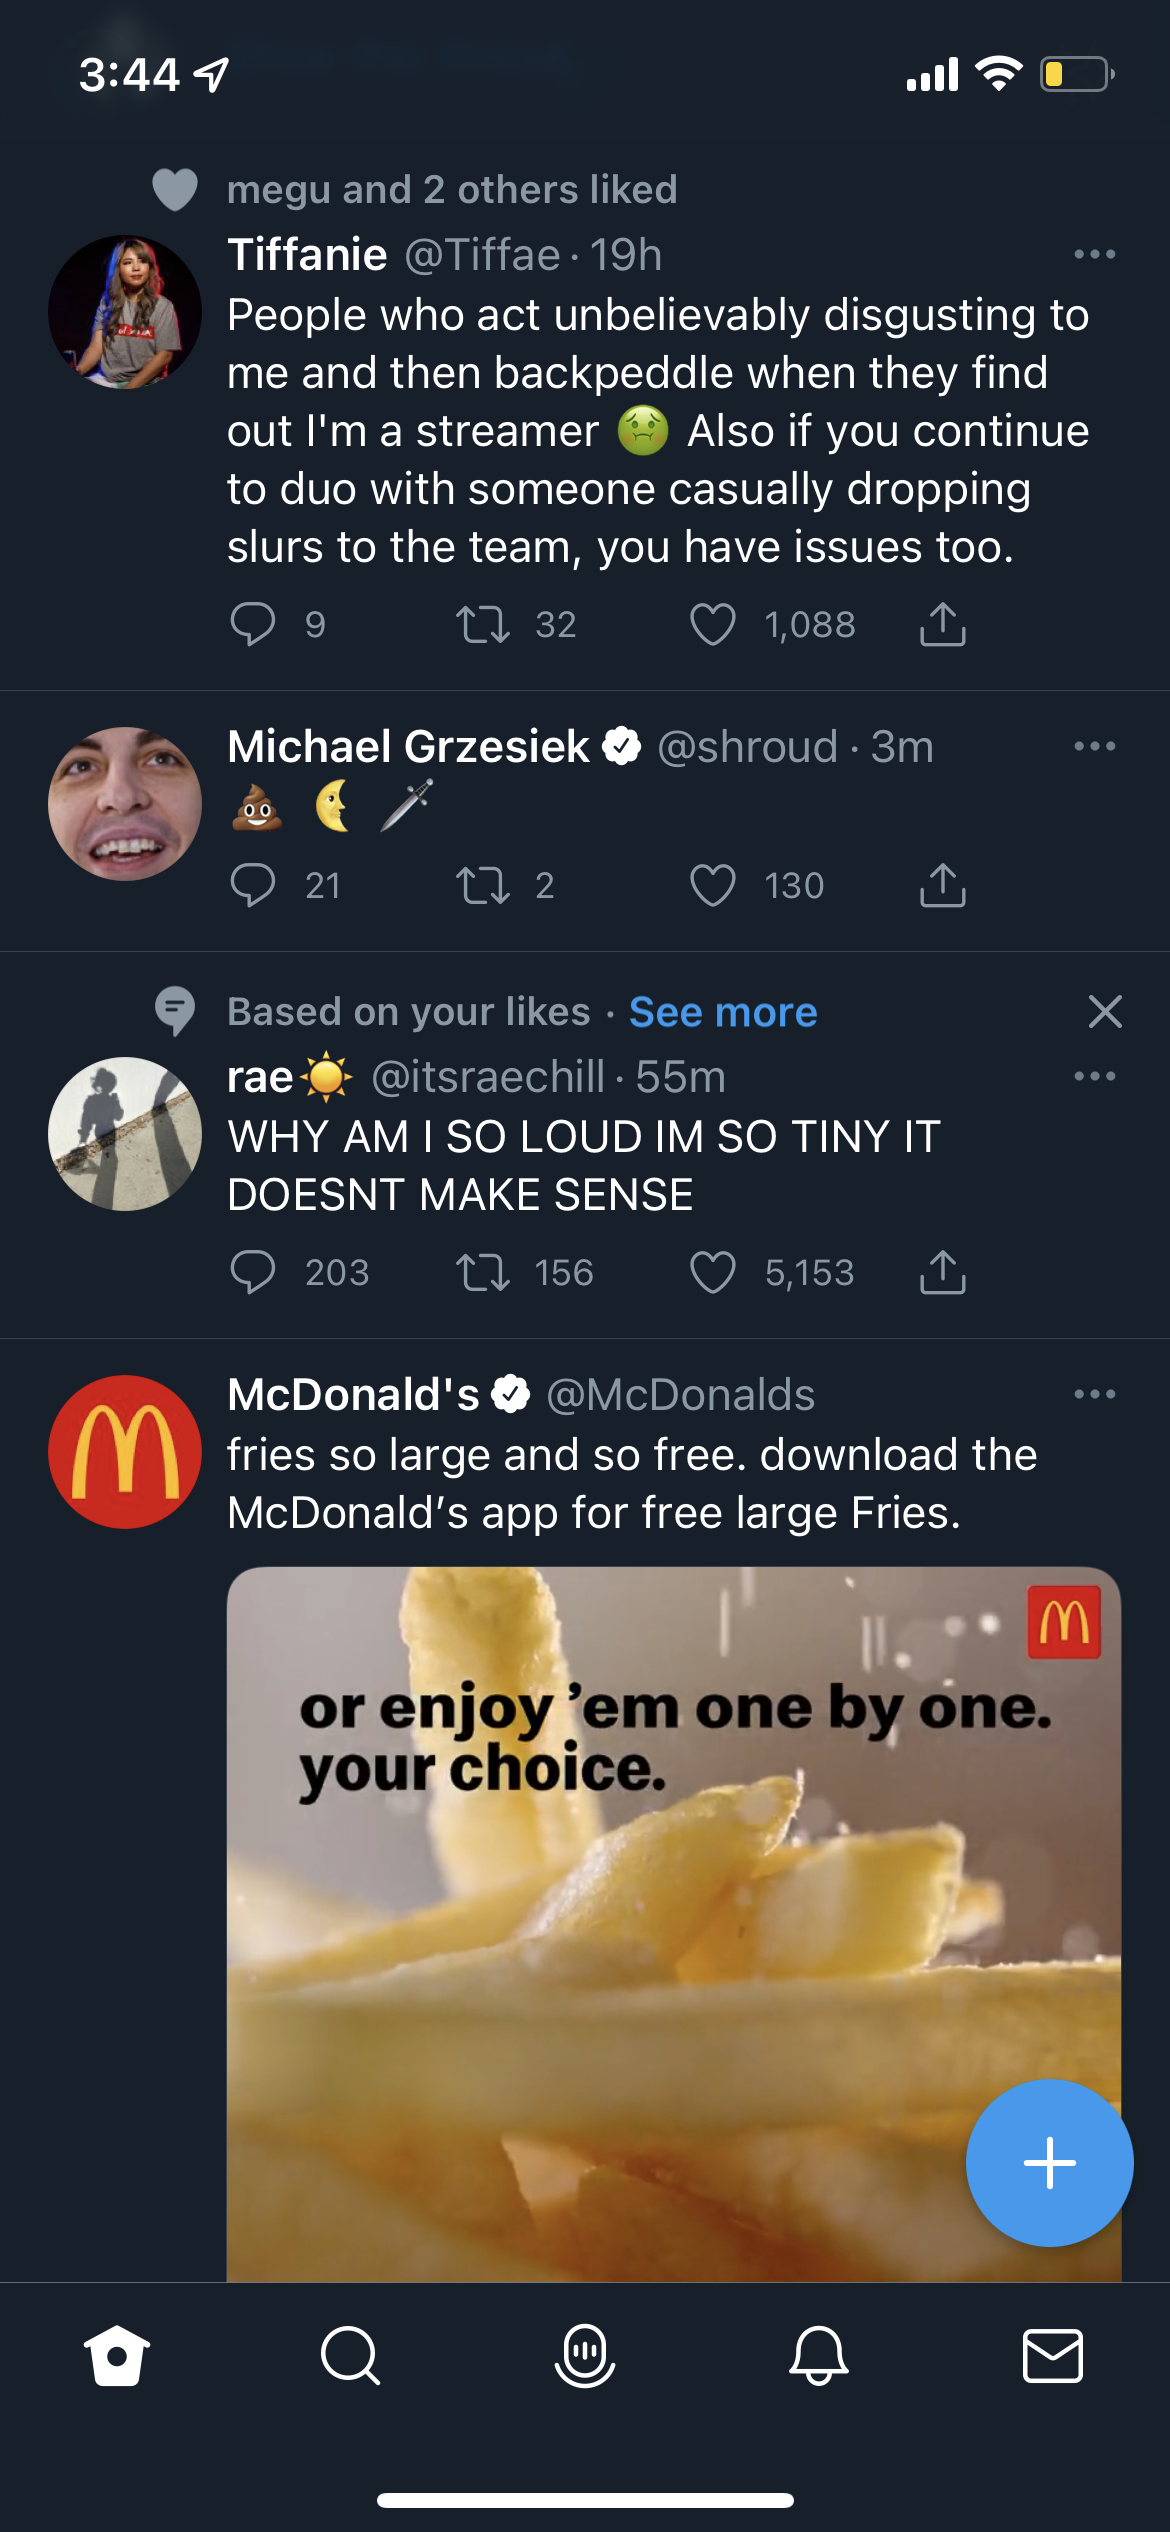 3:44
megu and 2 others liked
Tiffanie @Tiffae · 19h
People who act unbelievably disgusting to
me and then backpeddle when they find
out I'm a streamer 🤢 Also if you continue
to duo with someone casually dropping
slurs to the team, you have issues too.
9 32 1,088
Michael Grzesiek @shroud · 3m
💩 🌜 🗡️
21 2 130
Based on your likes · See more
rae☀️ @itsraechill · 55m
WHY AM I SO LOUD IM SO TINY IT
DOESNT MAKE SENSE
203 156 5,153
McDonald's @McDonalds
fries so large and so free. download the
McDonald’s app for free large Fries.
or enjoy ’em one by one.
your choice.